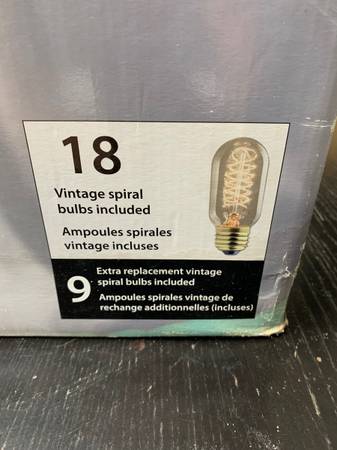 18
Vintage spiral
bulbs included
Ampoules spirales
vintage incluses
9
Extra replacement vintage
spiral bulbs included
Ampoules spirales vintage de
rechange additionnelles (incluses)